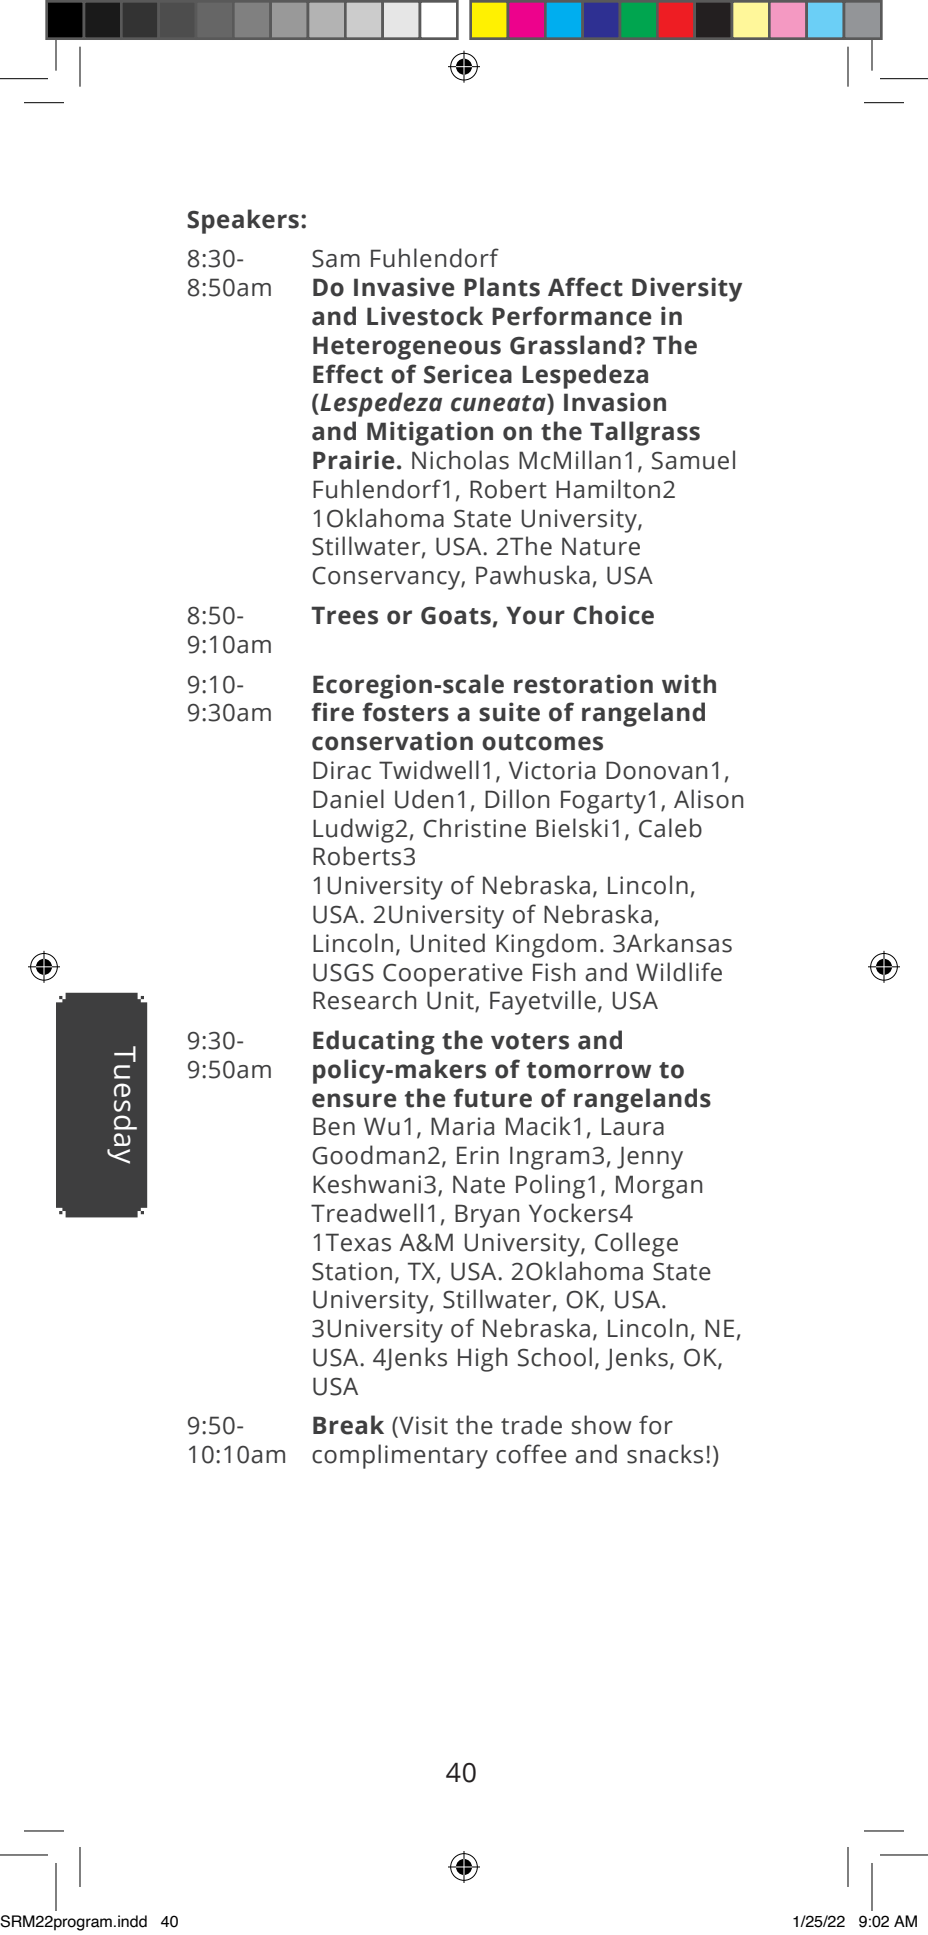 Speakers:
8:30-
8:50am
Sam Fuhlendorf
Do Invasive Plants Affect Diversity
and Livestock Performance in
Heterogeneous Grassland? The
Effect of Sericea Lespedeza
(Lespedeza cuneata) Invasion
and Mitigation on the Tallgrass
Prairie. Nicholas McMillan1, Samuel
Fuhlendorf1, Robert Hamilton2
1Oklahoma State University,
Stillwater, USA. 2The Nature
Conservancy, Pawhuska, USA
8:50-
9:10am
Trees or Goats, Your Choice
9:10-
9:30am
Ecoregion-scale restoration with
fire fosters a suite of rangeland
conservation outcomes
Dirac Twidwell1, Victoria Donovan1,
Daniel Uden1, Dillon Fogarty1, Alison
Ludwig2, Christine Bielski1, Caleb
Roberts3
1University of Nebraska, Lincoln,
USA. 2University of Nebraska,
Lincoln, United Kingdom. 3Arkansas
USGS Cooperative Fish and Wildlife
Research Unit, Fayetville, USA
9:30-
9:50am
Educating the voters and
policy-makers of tomorrow to
ensure the future of rangelands
Ben Wu1, Maria Macik1, Laura
Goodman2, Erin Ingram3, Jenny
Keshwani3, Nate Poling1, Morgan
Treadwell1, Bryan Yockers4
1Texas A&M University, College
Station, TX, USA. 2Oklahoma State
University, Stillwater, OK, USA.
3University of Nebraska, Lincoln, NE,
USA. 4Jenks High School, Jenks, OK,
USA
9:50-
10:10am
Break (Visit the trade show for
complimentary coffee and snacks!)
Tuesday
40
SRM22program.indd 40
1/25/22 9:02 AM